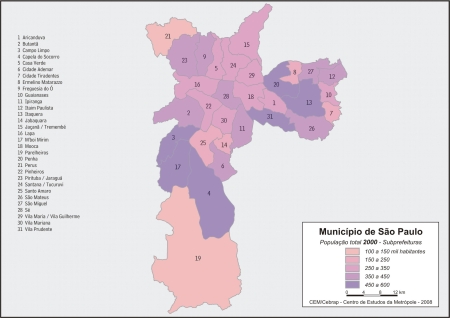 1 Aricanduva
2 Butantã
3 Campo Limpo
4 Capela do Socorro
5 Casa Verde
6 Cidade Ademar
7 Cidade Tiradentes
8 Ermelino Matarazzo
9 Freguesia do Ó
10 Guaianases
11 Ipiranga
12 Itaim Paulista
13 Itaquera
14 Jabaquara
15 Jaçanã / Tremembé
16 Lapa
17 M'Boi Mirim
18 Mooca
19 Parelheiros
20 Penha
21 Perus
22 Pinheiros
23 Pirituba / Jaraguá
24 Santana / Tucuruvi
25 Santo Amaro
26 São Mateus
27 São Miguel
28 Sé
29 Vila Maria / Vila Guilherme
30 Vila Mariana
31 Vila Prudente
21
15
23
9
5
24
29
16
8
27
12
20
28
18
1
13
10
7
2
22
30
11
31
26
3
25
14
6
17
4
19
Município de São Paulo
População total 2000 - Subprefeituras
100 a 150 mil habitantes
150 a 250
250 a 350
350 a 450
450 a 600
4 0 4 8 12 km
CEM/Cebrap - Centro de Estudos da Metrópole - 2008